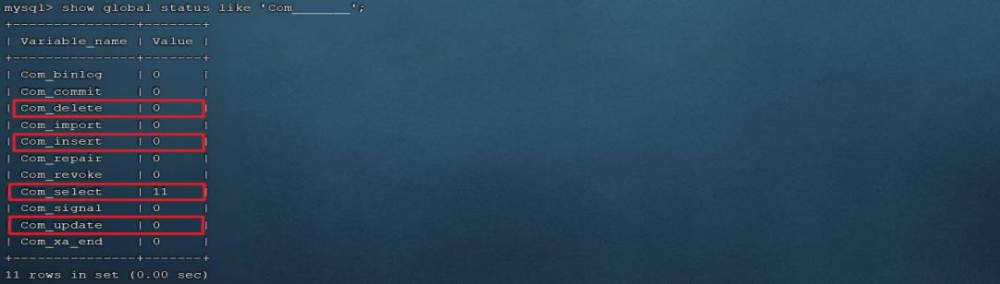 mysql> show global status like 'Com_______';
+---------------+-------+
| Variable_name | Value |
+---------------+-------+
| Com_binlog    | 0     |
| Com_commit    | 0     |
| Com_delete    | 0     |
| Com_import    | 0     |
| Com_insert    | 0     |
| Com_repair    | 0     |
| Com_revoke    | 0     |
| Com_select    | 11    |
| Com_signal    | 0     |
| Com_update    | 0     |
| Com_xa_end    | 0     |
+---------------+-------+
11 rows in set (0.00 sec)